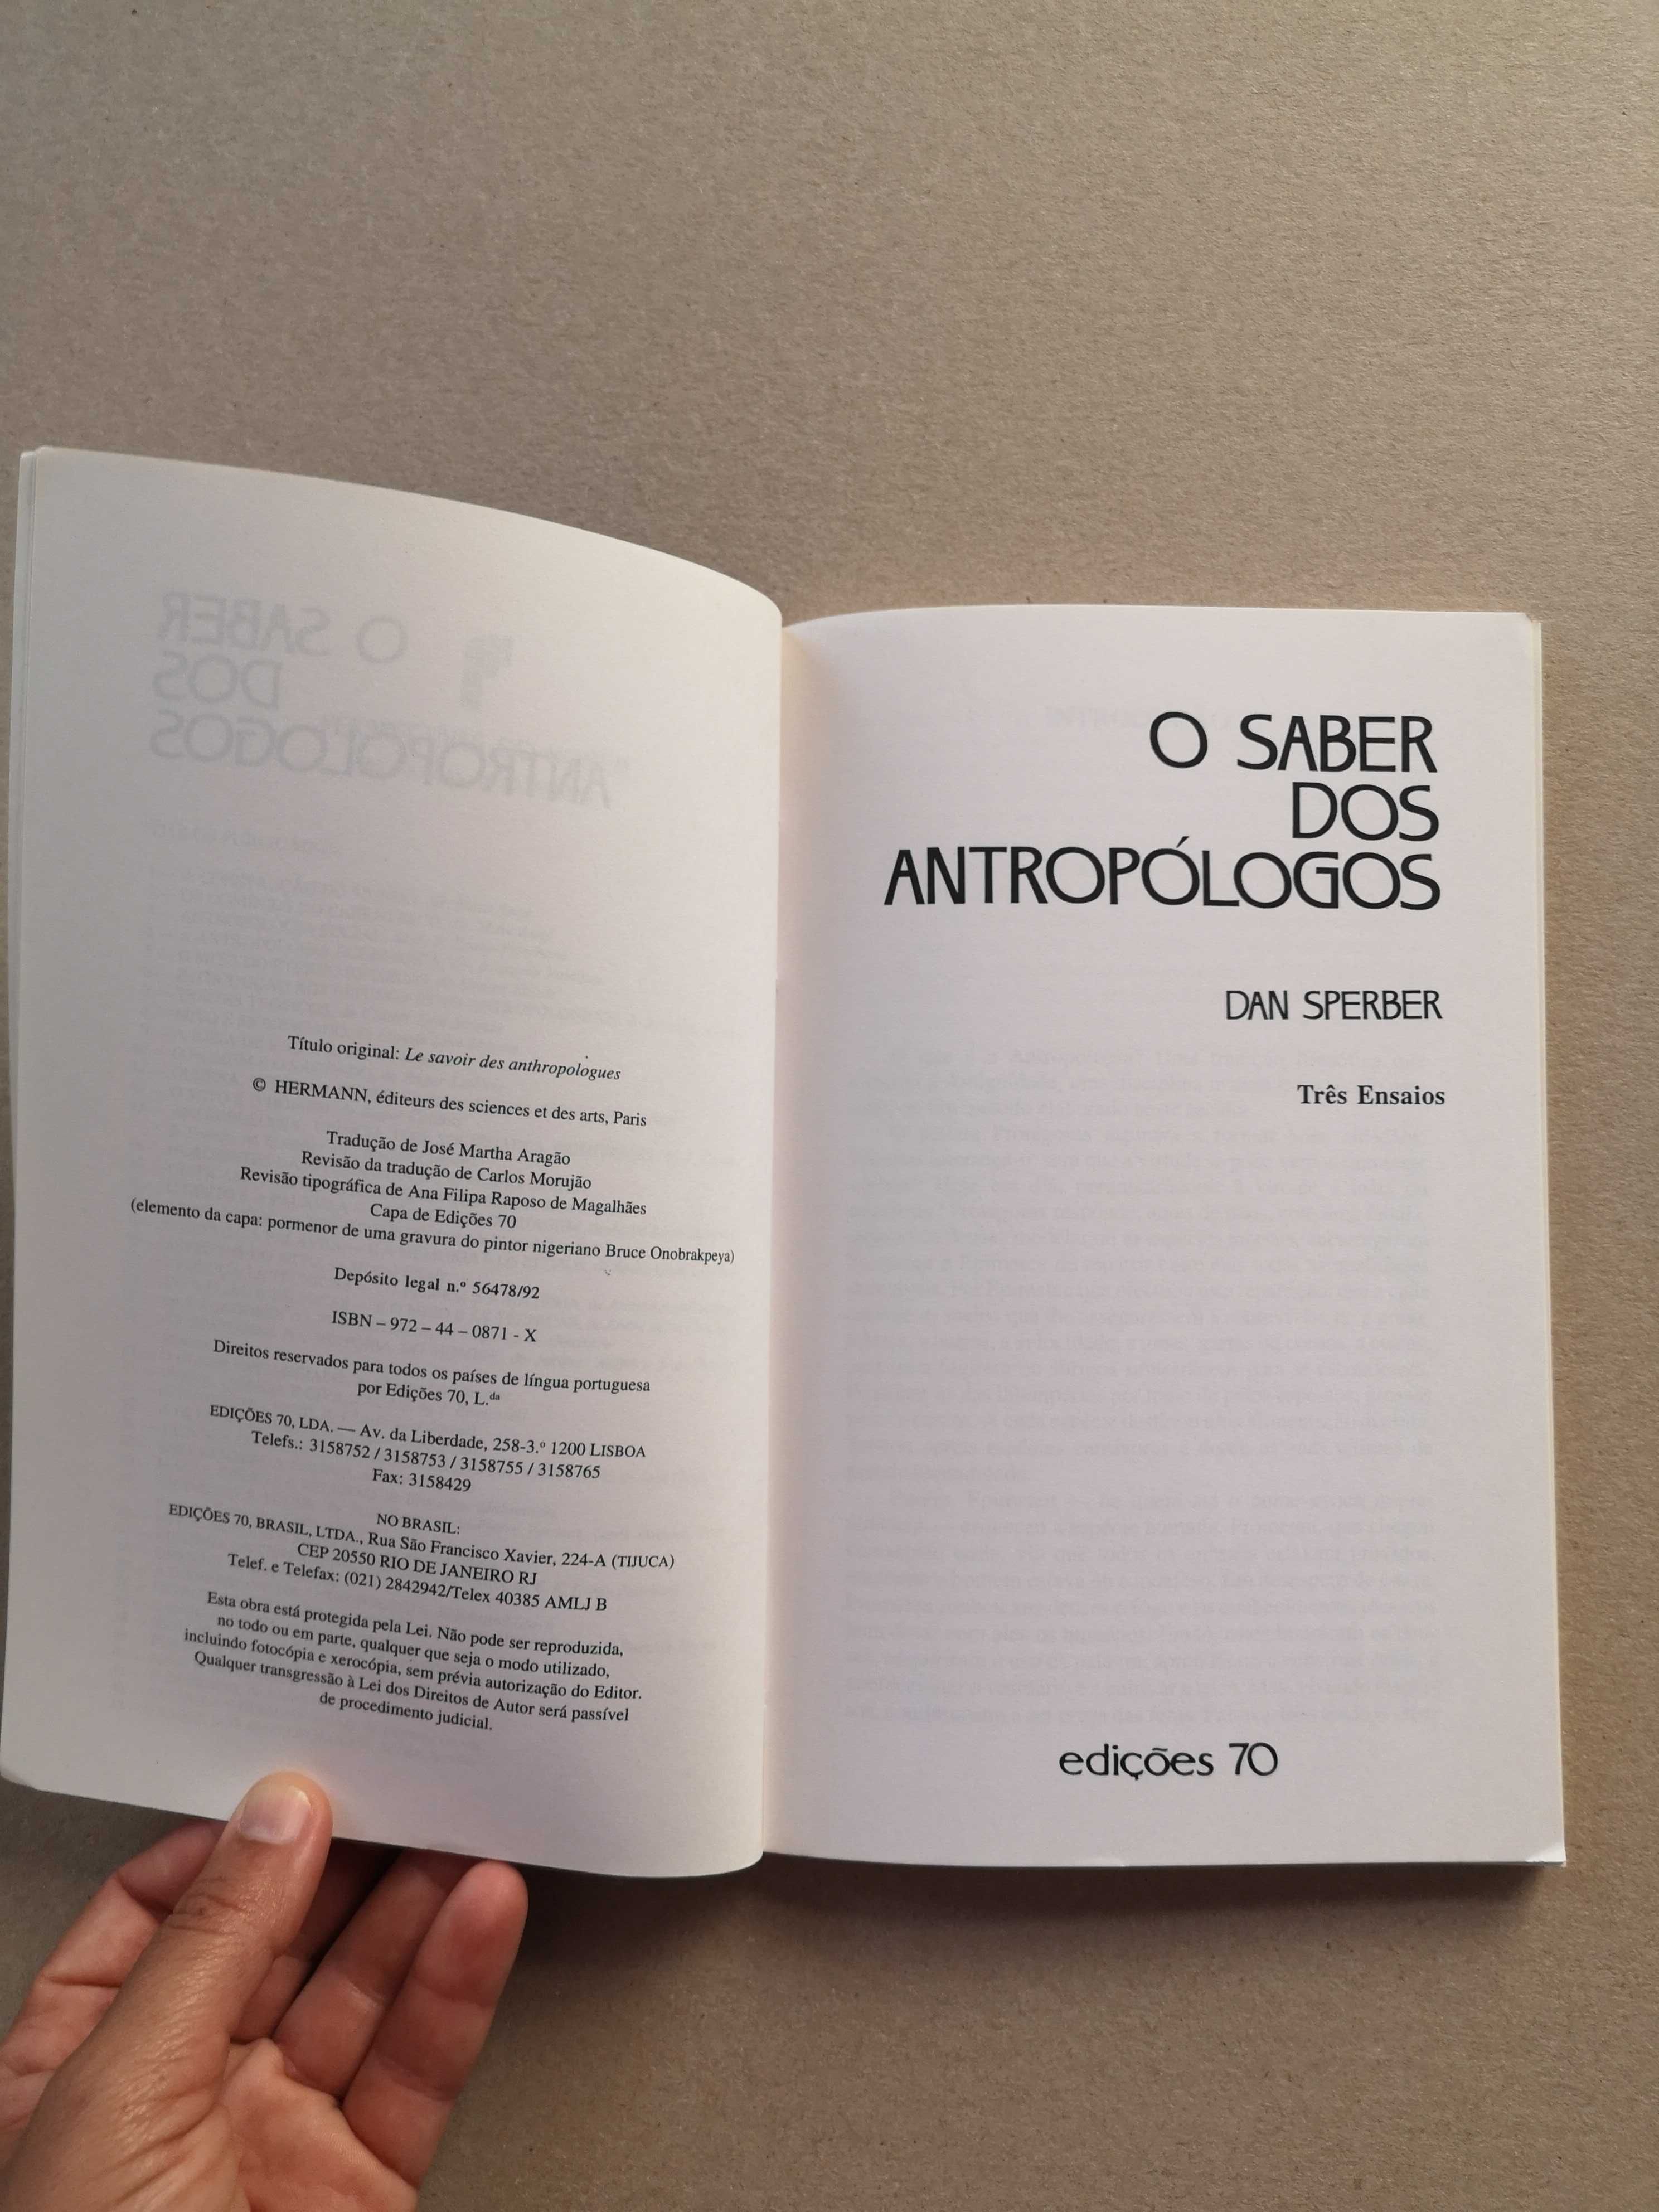 Título original: Le savoir des anthropologues
© HERMANN, éditeurs des sciences et des arts, Paris
Tradução de José Martha Aragão
Revisão da tradução de Carlos Morujão
Revisão tipográfica de Ana Filipa Raposo de Magalhães
Capa de Edições 70
(elemento da capa: pormenor de uma gravura do pintor nigeriano Bruce Onobrakpeya)
Depósito legal n.º 56478/92
ISBN – 972 – 44 – 0871 - X
Direitos reservados para todos os países de língua portuguesa
por Edições 70, L.da
EDIÇÕES 70, LDA. — Av. da Liberdade, 258-3.º 1200 LISBOA
Telefs.: 3158752 / 3158753 / 3158755 / 3158765
Fax: 3158429
NO BRASIL:
EDIÇÕES 70, BRASIL, LTDA., Rua São Francisco Xavier, 224-A (TIJUCA)
CEP 20550 RIO DE JANEIRO RJ
Telef. e Telefax: (021) 2842942/Telex 40385 AMLJ B
Esta obra está protegida pela Lei. Não pode ser reproduzida,
no todo ou em parte, qualquer que seja o modo utilizado,
incluindo fotocópia e xerocópia, sem prévia autorização do Editor.
Qualquer transgressão à Lei dos Direitos de Autor será passível
de procedimento judicial.
O SABER
DOS
ANTROPÓLOGOS
DAN SPERBER
Três Ensaios
edições 70